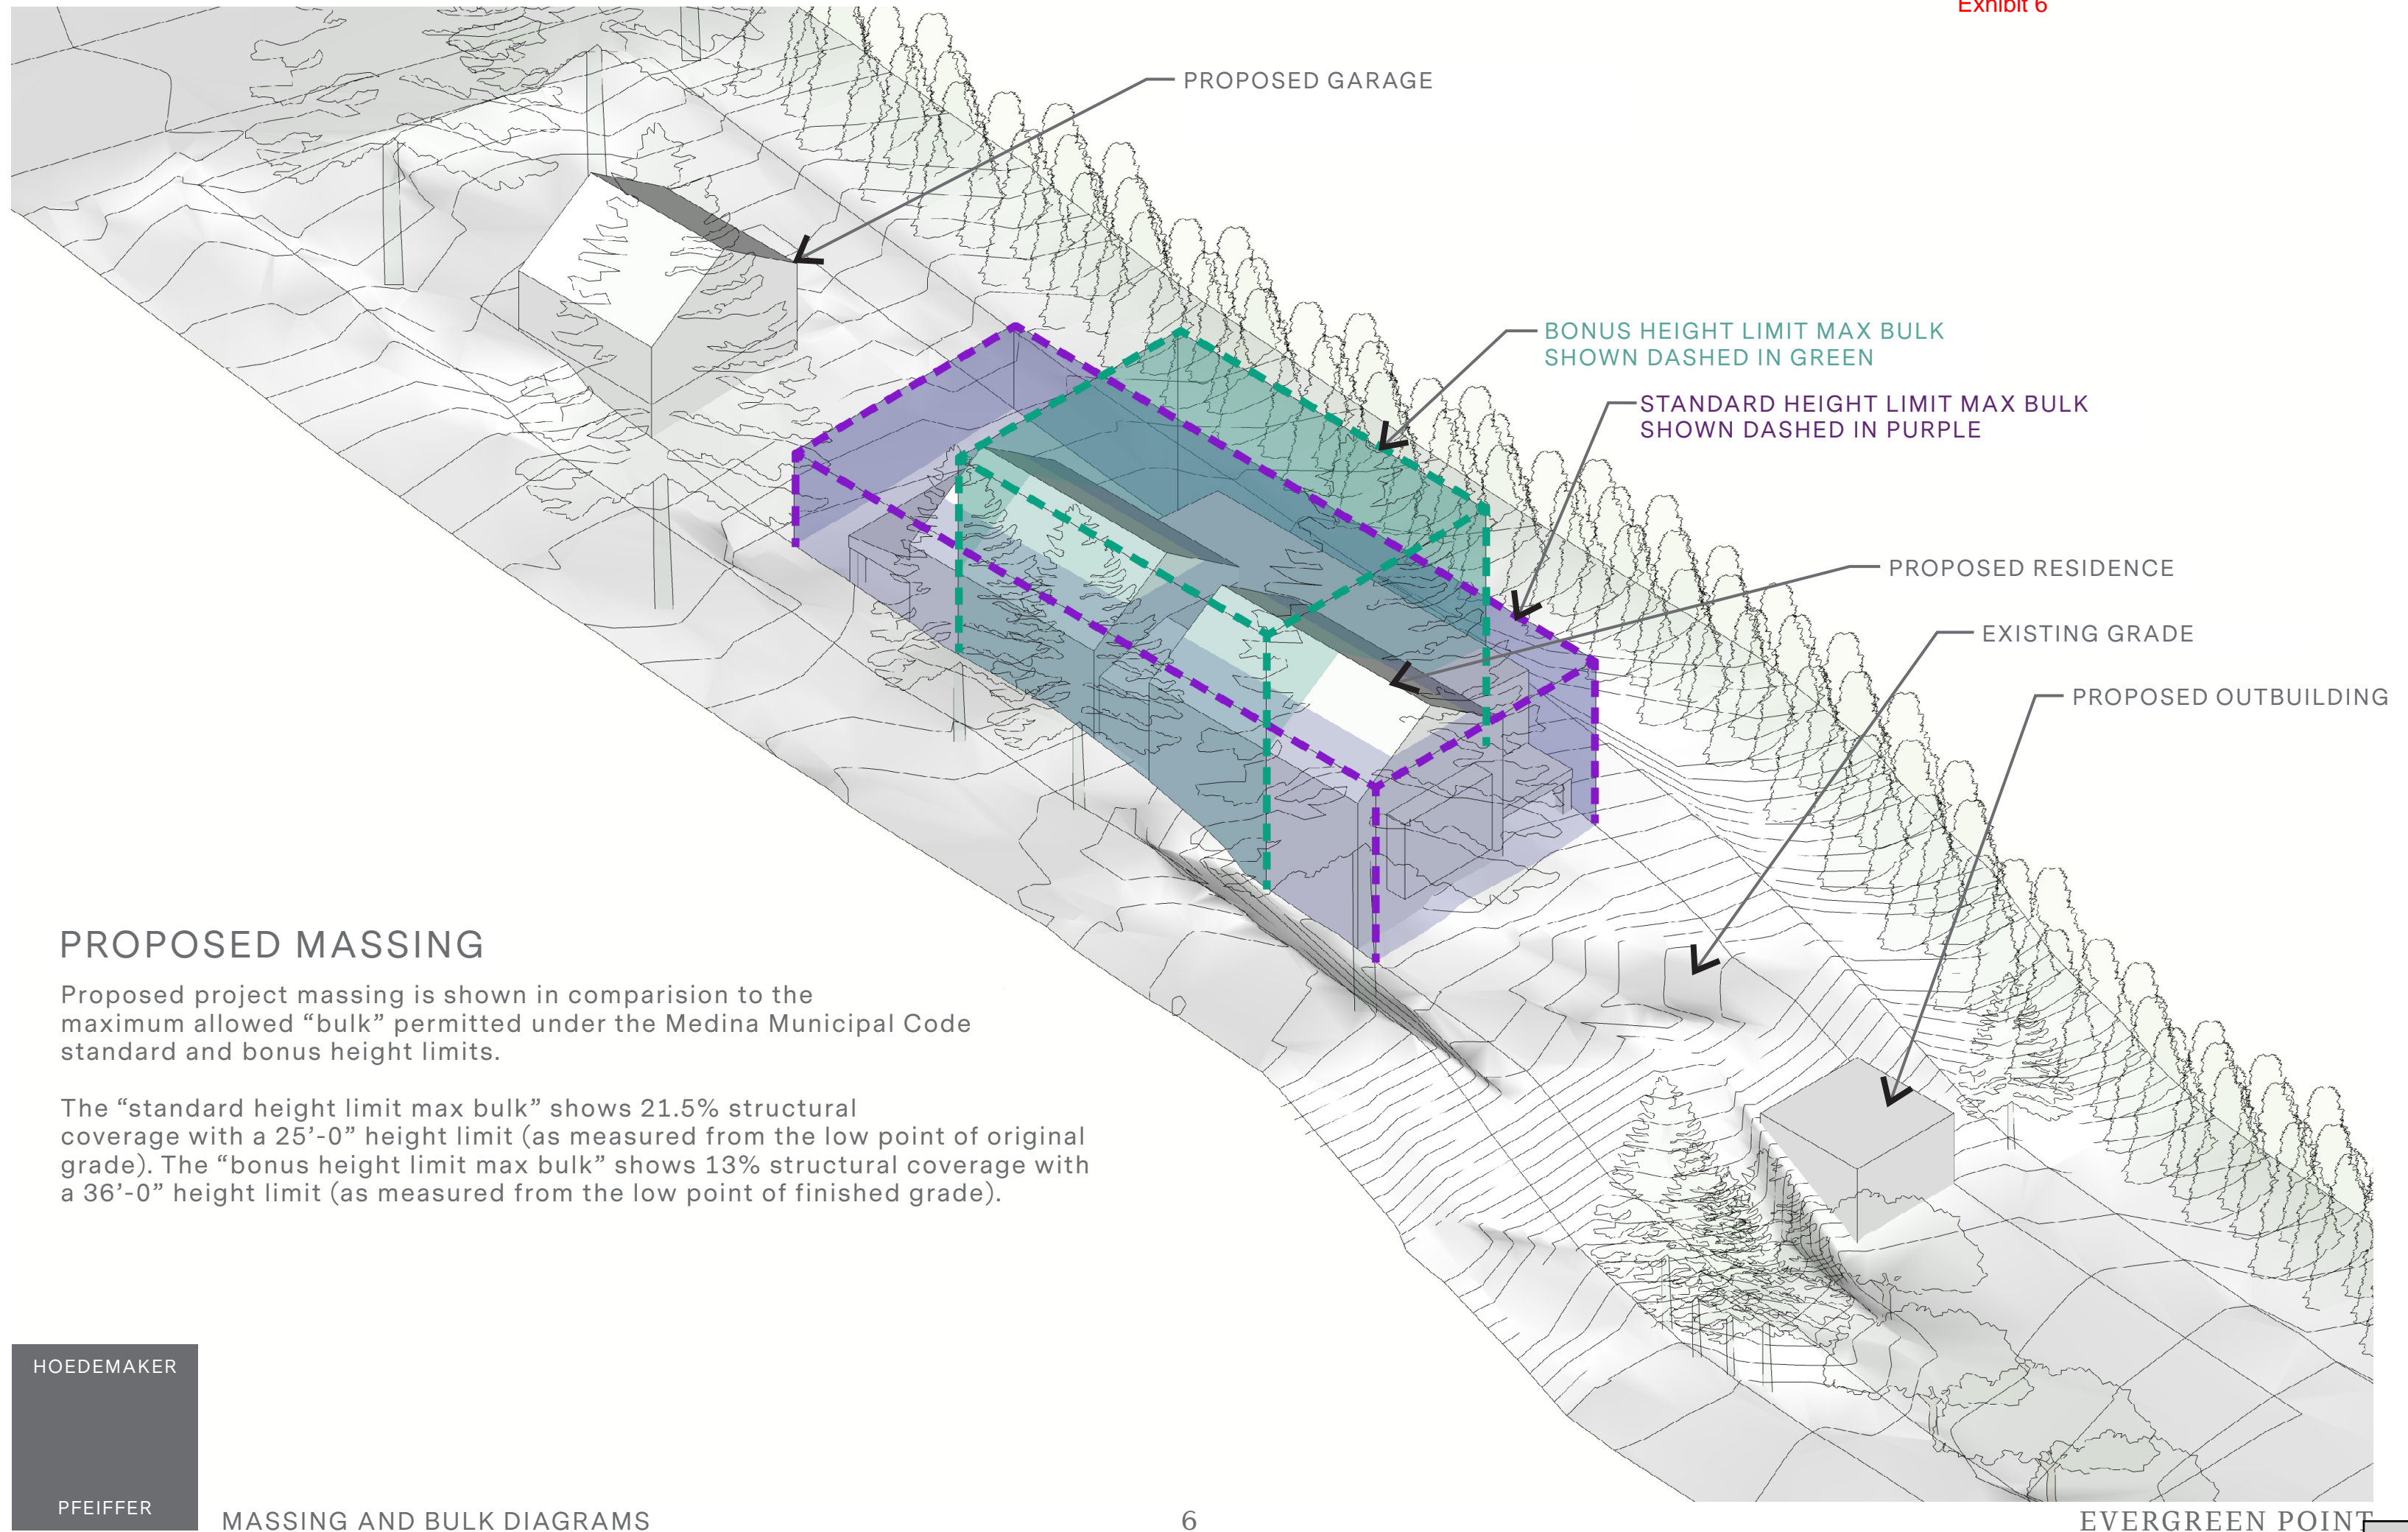 Exhibit 6
PROPOSED GARAGE
BONUS HEIGHT LIMIT MAX BULK
SHOWN DASHED IN GREEN
STANDARD HEIGHT LIMIT MAX BULK
SHOWN DASHED IN PURPLE
PROPOSED RESIDENCE
EXISTING GRADE
PROPOSED OUTBUILDING
PROPOSED MASSING
Proposed project massing is shown in comparision to the
maximum allowed “bulk” permitted under the Medina Municipal Code
standard and bonus height limits.
The “standard height limit max bulk” shows 21.5% structural
coverage with a 25’-0” height limit (as measured from the low point of original
grade). The “bonus height limit max bulk” shows 13% structural coverage with
a 36’-0” height limit (as measured from the low point of finished grade).
HOEDEMAKER
PFEIFFER
MASSING AND BULK DIAGRAMS
6
EVERGREEN POINT